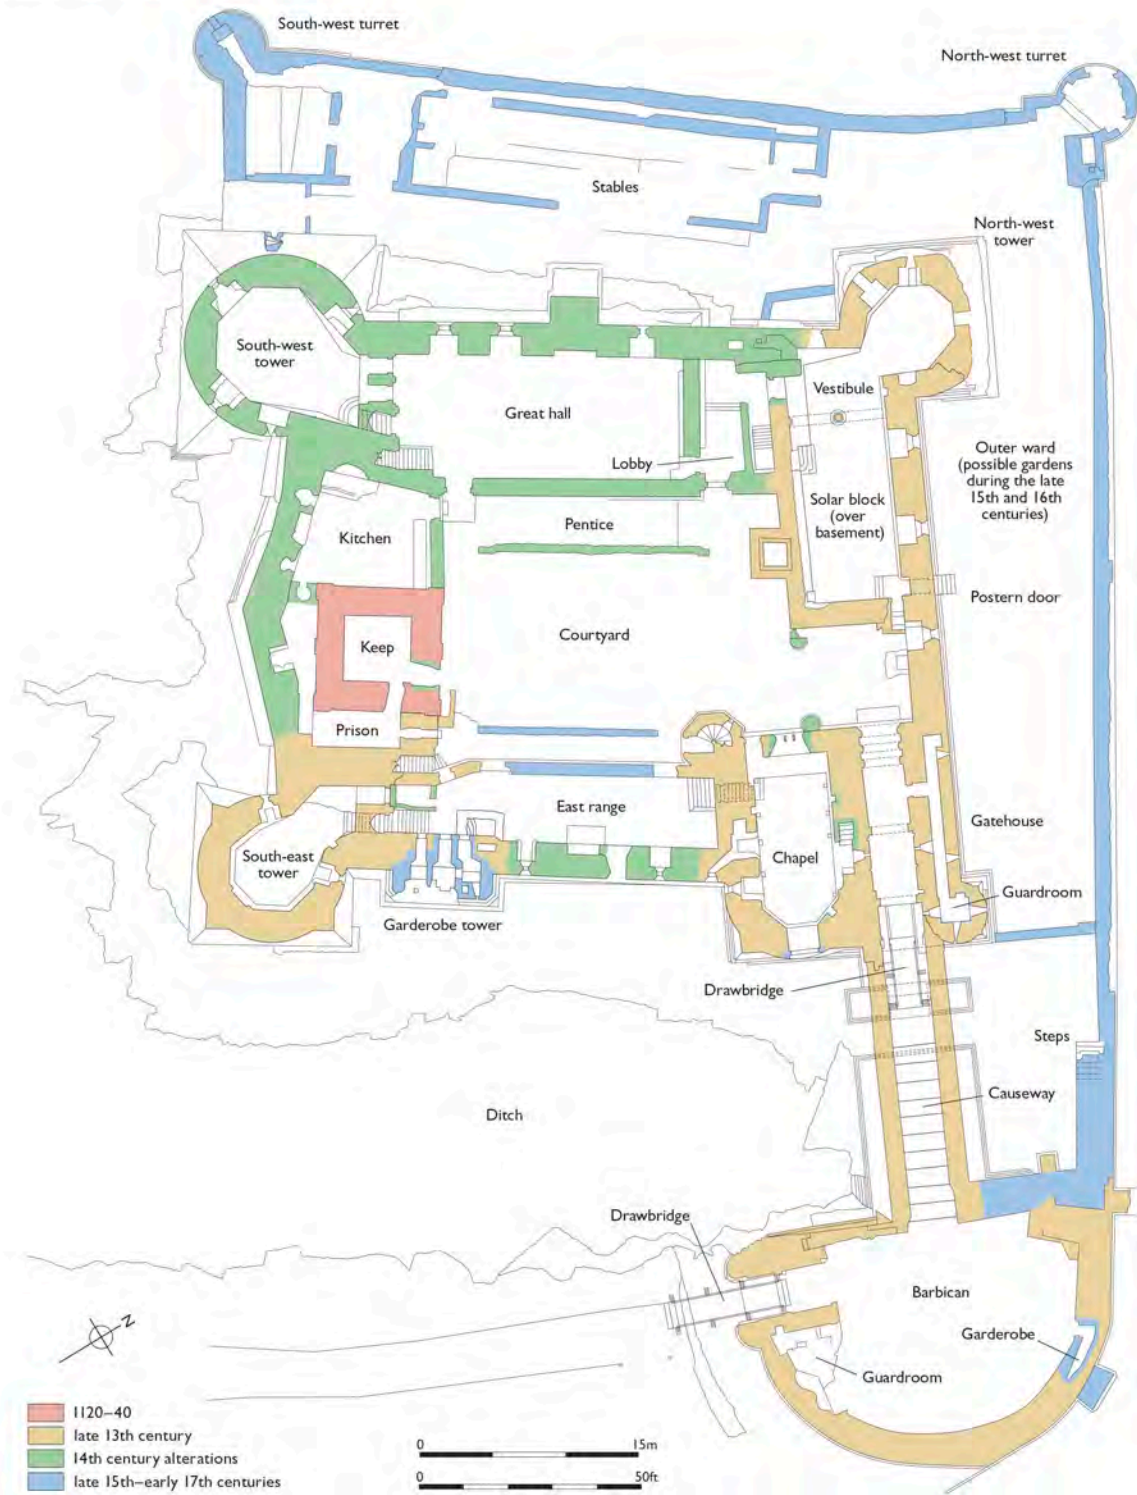 South-west turret
North-west turret
Stables
North-west
tower
South-west
tower
Vestibule
Great hall
Lobby
Outer ward
(possible gardens
during the late
15th and 16th
centuries)
Solar block
(over
basement)
Pentice
Kitchen
Postern door
Courtyard
Keep
Prison
East range
Gatehouse
South-east
tower
Chapel
Guardroom
Garderobe tower
Drawbridge
Steps
Causeway
Ditch
Drawbridge
Barbican
N
Garderobe
Guardroom
1120–40
late 13th century
14th century alterations
late 15th–early 17th centuries
0 15m
0 50ft